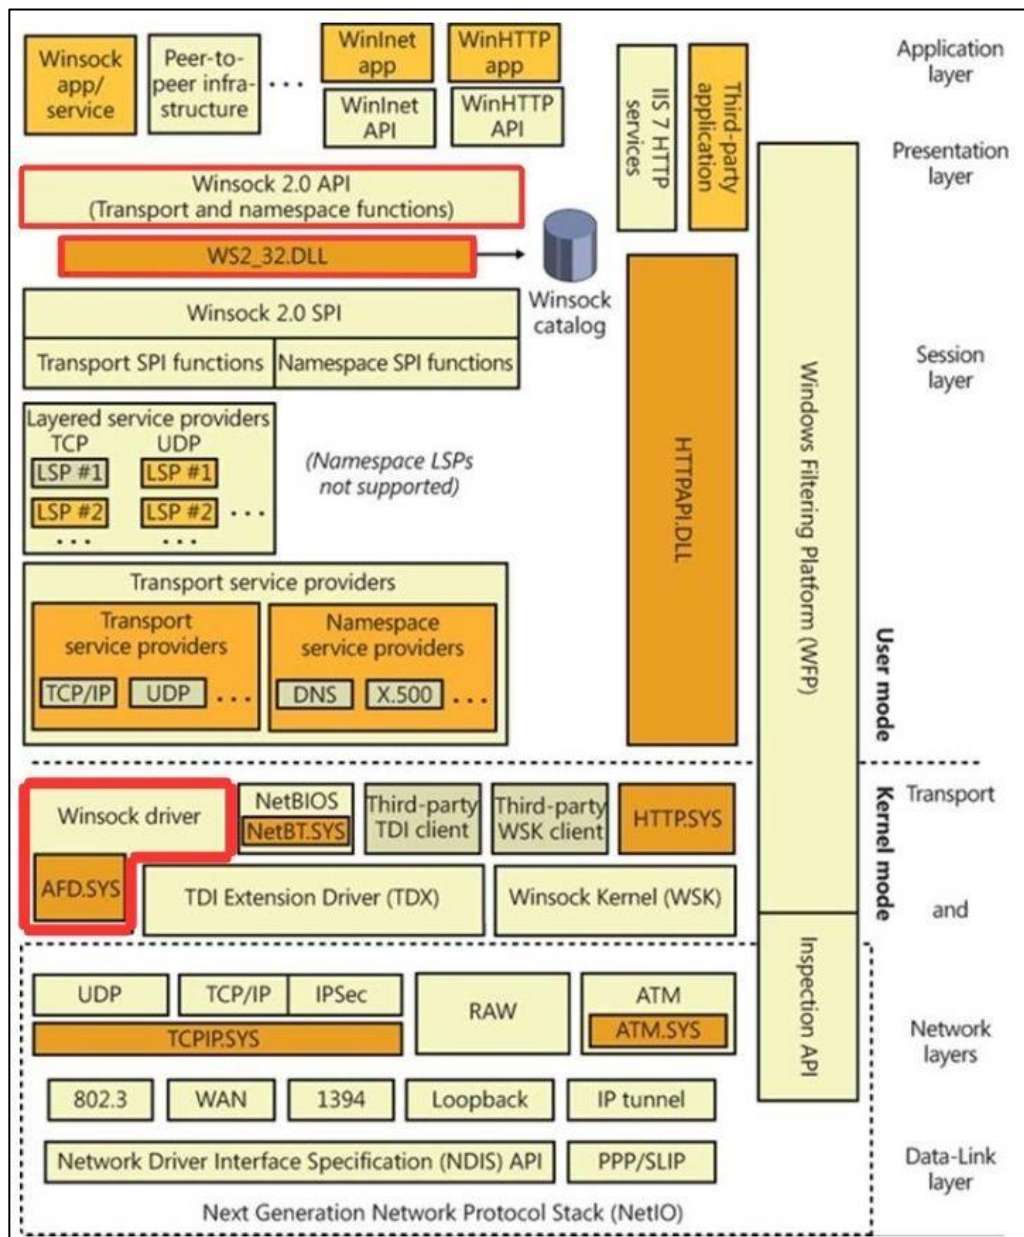 Winsock
app/
service
Peer-to-
peer infra-
structure
...
WinInet
app
WinInet
API
WinHTTP
app
WinHTTP
API
IIS 7 HTTP
services
Third-party
application
Application
layer
Presentation
layer
Winsock 2.0 API
(Transport and namespace functions)
WS2_32.DLL
Winsock
catalog
Winsock 2.0 SPI
Transport SPI functions
Namespace SPI functions
Session
layer
Layered service providers
TCP
UDP
LSP #1
LSP #1
LSP #2
LSP #2
...
...
...
(Namespace LSPs
not supported)
HTTPAPI.DLL
Windows Filtering Platform (WFP)
Transport service providers
Transport
service providers
TCP/IP
UDP
...
Namespace
service providers
DNS
X.500
...
User mode
Kernel mode
Winsock driver
AFD.SYS
NetBIOS
NetBT.SYS
Third-party
TDI client
Third-party
WSK client
HTTP.SYS
Transport
TDI Extension Driver (TDX)
Winsock Kernel (WSK)
and
Inspection API
UDP
TCP/IP
IPSec
TCPIP.SYS
RAW
ATM
ATM.SYS
Network
layers
802.3
WAN
1394
Loopback
IP tunnel
Network Driver Interface Specification (NDIS) API
PPP/SLIP
Data-Link
layer
Next Generation Network Protocol Stack (NetIO)